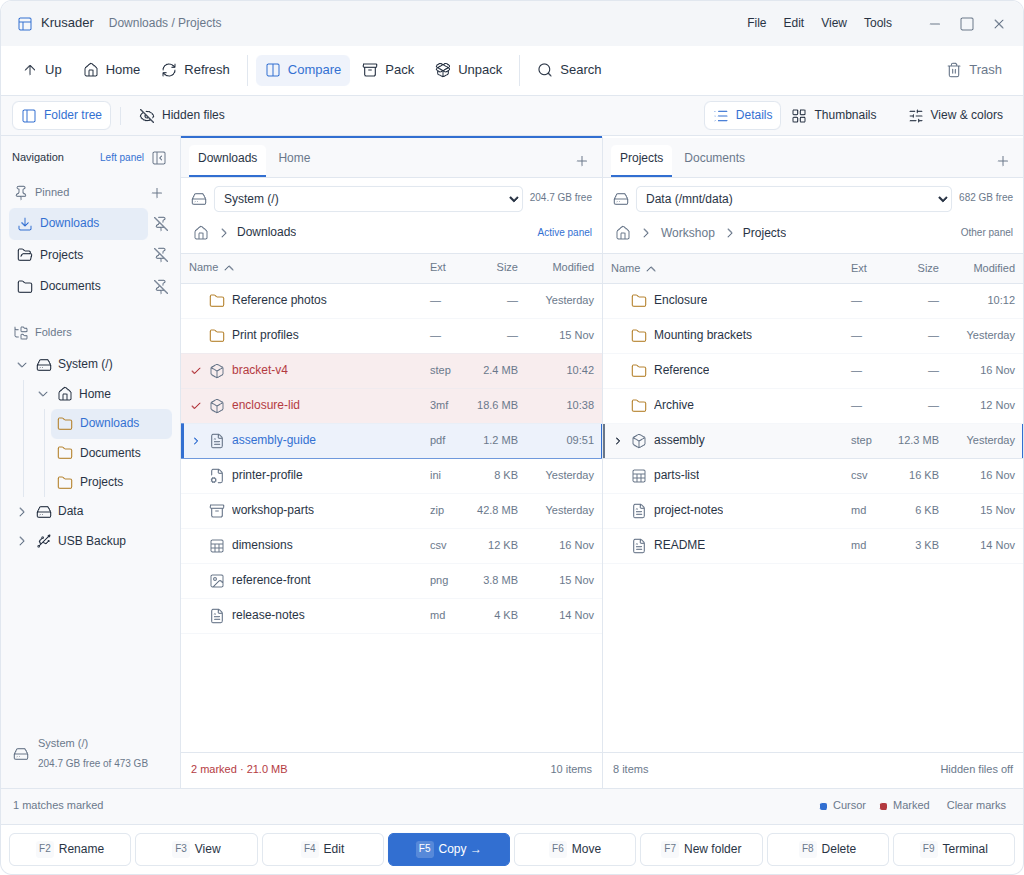 Krusader Downloads / Projects File Edit View Tools
Up Home Refresh Compare Pack Unpack Search Trash
Folder tree Hidden files Details Thumbnails View & colors
Navigation Left panel
Pinned
Downloads
Projects
Documents
Folders
System (/)
Home
Downloads
Documents
Projects
Data
USB Backup
System (/)
204.7 GB free of 473 GB
Downloads Home
System (/) 204.7 GB free
Downloads Active panel
Name Ext Size Modified
Reference photos — — Yesterday
Print profiles — — 15 Nov
bracket-v4 step 2.4 MB 10:42
enclosure-lid 3mf 18.6 MB 10:38
assembly-guide pdf 1.2 MB 09:51
printer-profile ini 8 KB Yesterday
workshop-parts zip 42.8 MB Yesterday
dimensions csv 12 KB 16 Nov
reference-front png 3.8 MB 15 Nov
release-notes md 4 KB 14 Nov
2 marked · 21.0 MB 10 items
Projects Documents
Data (/mnt/data) 682 GB free
Workshop Projects Other panel
Name Ext Size Modified
Enclosure — — 10:12
Mounting brackets — — Yesterday
Reference — — 16 Nov
Archive — — 12 Nov
assembly step 12.3 MB Yesterday
parts-list csv 16 KB 16 Nov
project-notes md 6 KB 15 Nov
README md 3 KB 14 Nov
8 items Hidden files off
1 matches marked Cursor Marked Clear marks
F2 Rename F3 View F4 Edit F5 Copy → F6 Move F7 New folder F8 Delete F9 Terminal